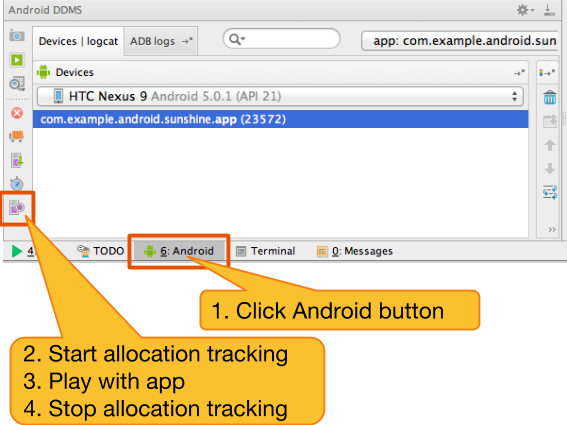 Android DDMS
Devices | logcat ADB logs
app: com.example.android.sun
Devices
HTC Nexus 9 Android 5.0.1 (API 21)
com.example.android.sunshine.app (23572)
4: TODO 6: Android Terminal 0: Messages
1. Click Android button
2. Start allocation tracking
3. Play with app
4. Stop allocation tracking